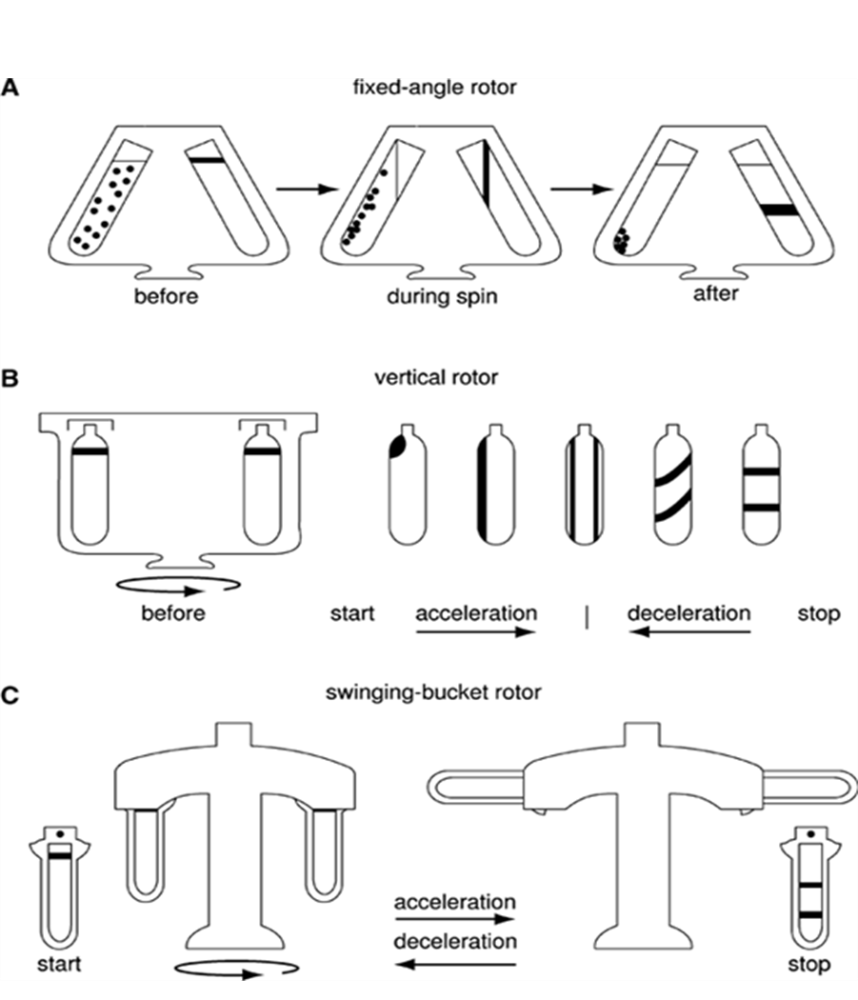 A
fixed-angle rotor
before
during spin
after
B
vertical rotor
before
start
acceleration
|
deceleration
stop
C
swinging-bucket rotor
start
acceleration
deceleration
stop